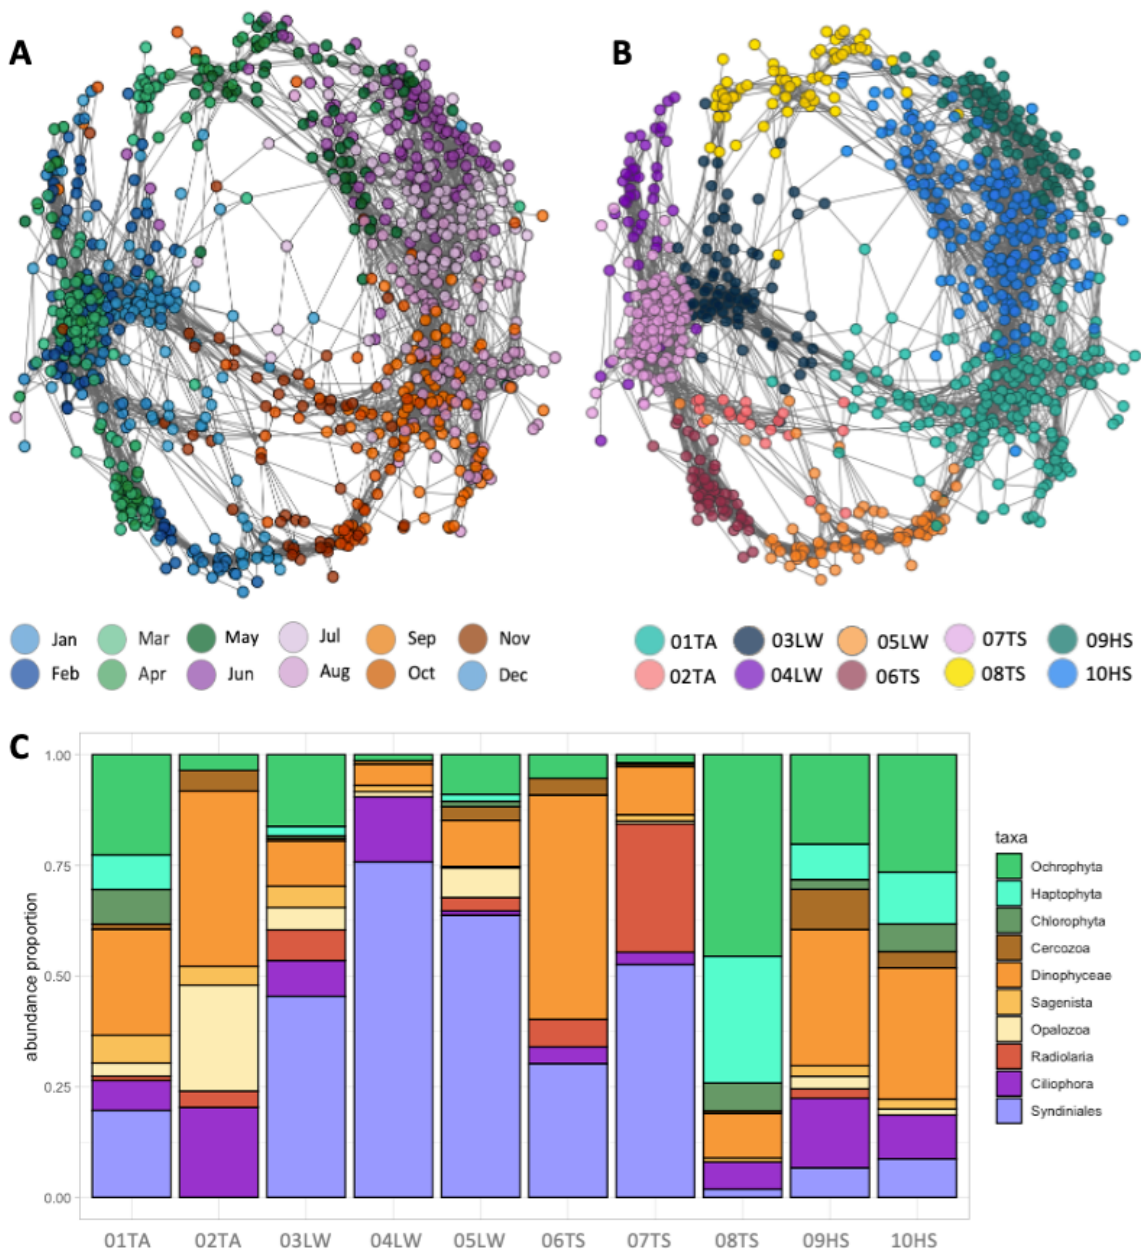 A
B
Jan Mar May Jul Sep Nov
Feb Apr Jun Aug Oct Dec
01TA 03LW 05LW 07TS 09HS
02TA 04LW 06TS 08TS 10HS
C
1.00
0.75
0.50
0.25
0.00
abundance proportion
01TA 02TA 03LW 04LW 05LW 06TS 07TS 08TS 09HS 10HS
taxa
Ochrophyta
Haptophyta
Chlorophyta
Cercozoa
Dinophyceae
Sagenista
Opalozoa
Radiolaria
Ciliophora
Syndiniales